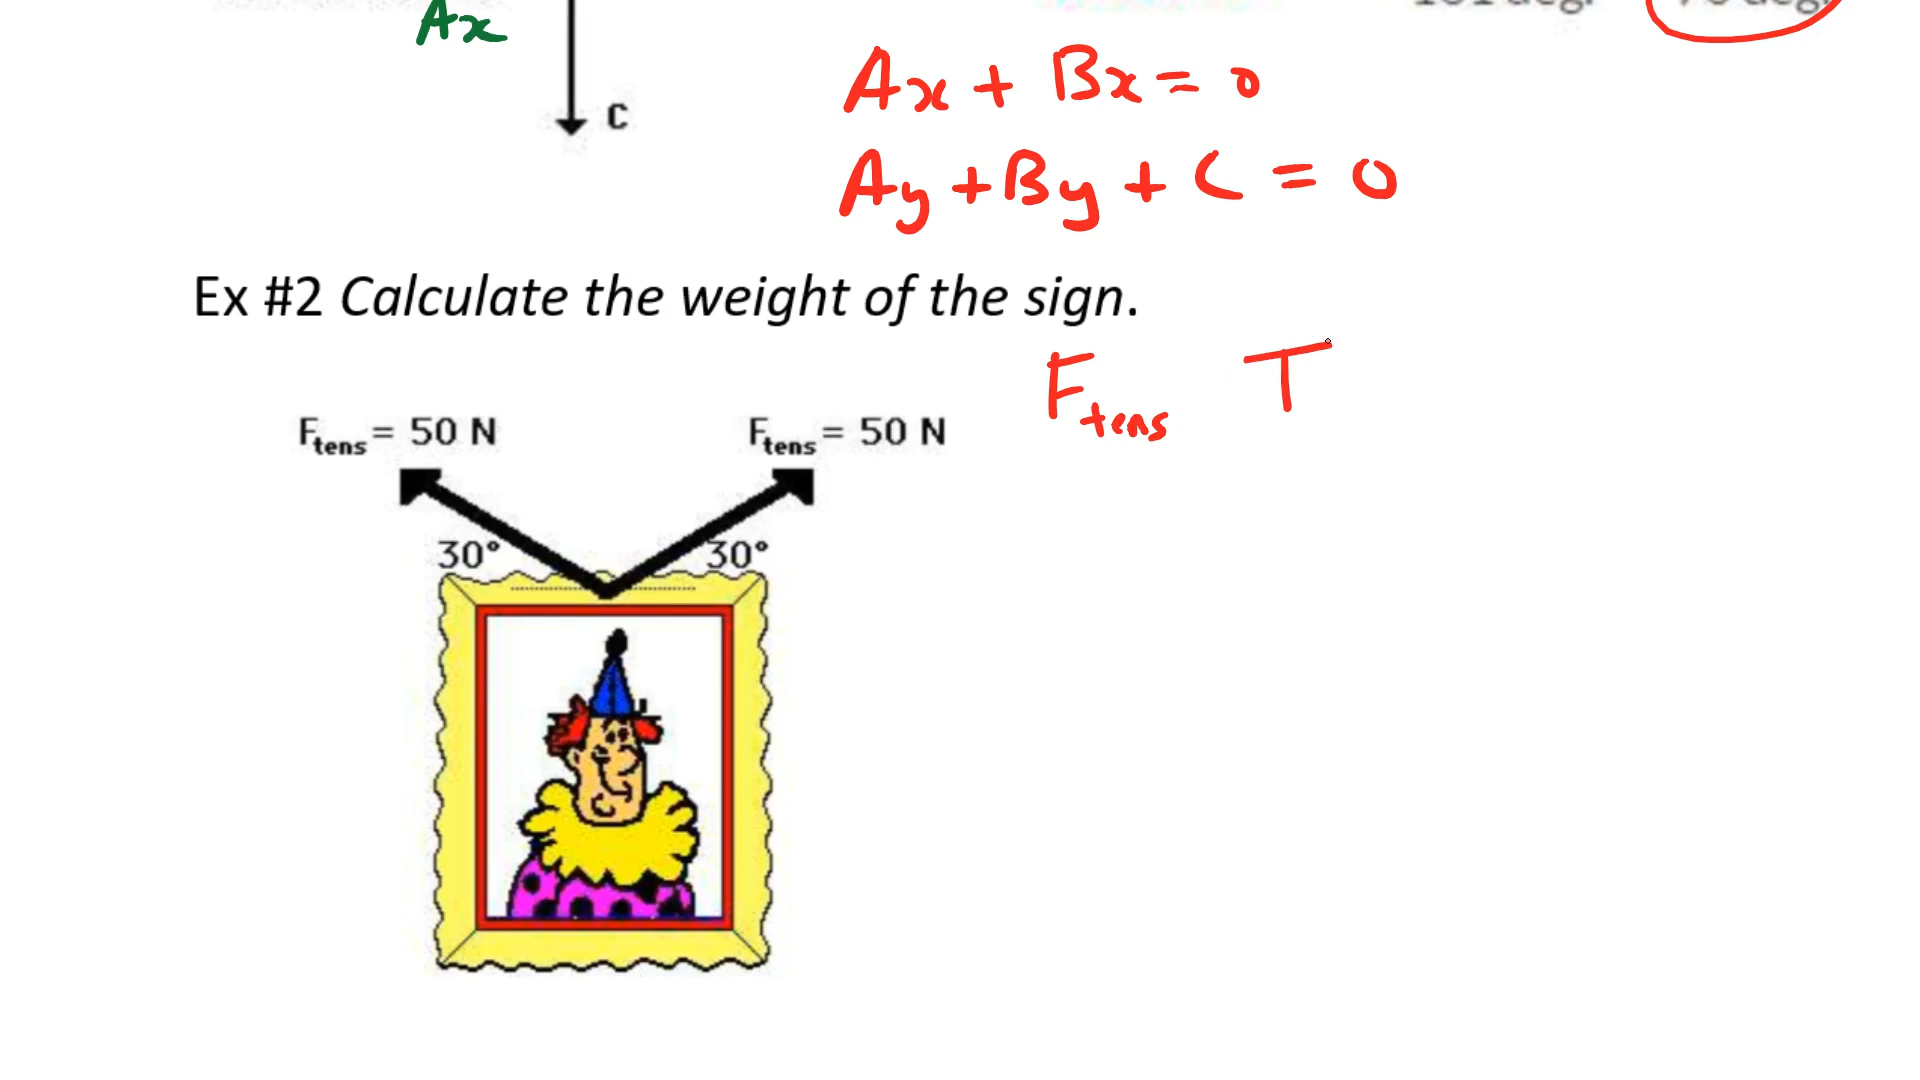 Ax
C
Ax + Bx = 0
Ay + By + C = 0
Ex #2 Calculate the weight of the sign.
Ftens T
Ftens = 50 N Ftens = 50 N
30° 30°